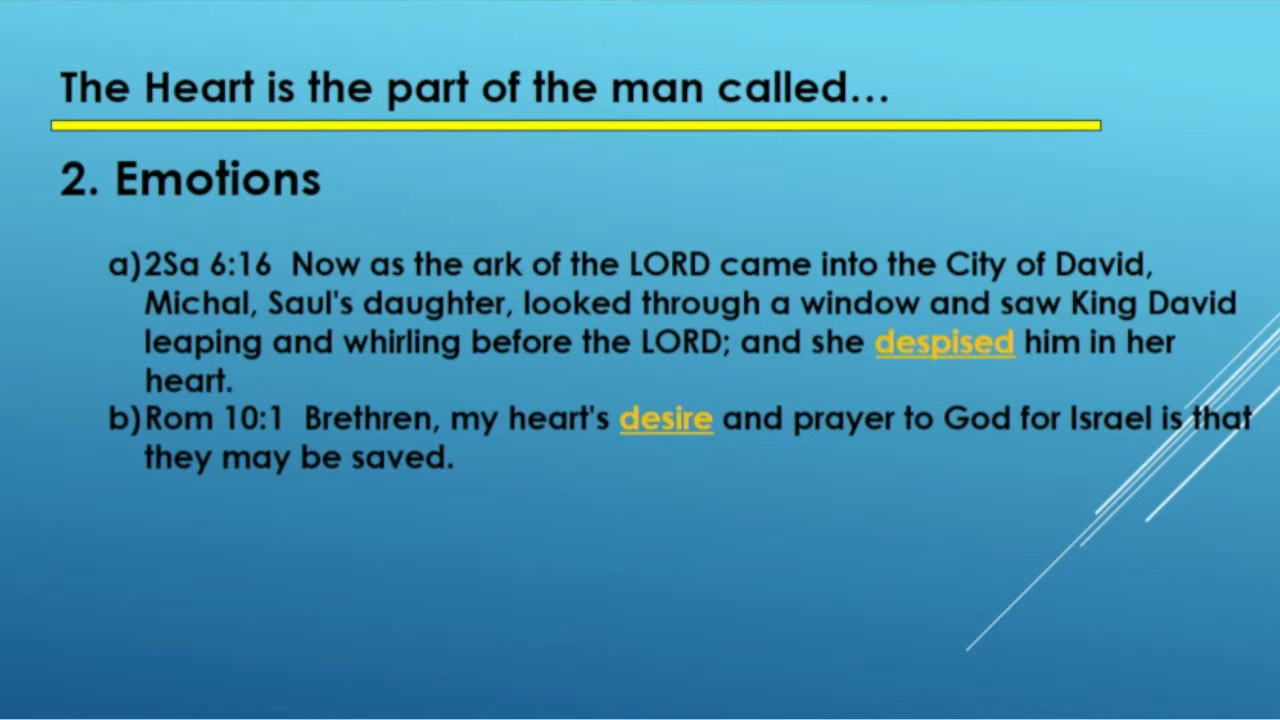 The Heart is the part of the man called…
2. Emotions
a)2Sa 6:16  Now as the ark of the LORD came into the City of David,
Michal, Saul's daughter, looked through a window and saw King David
leaping and whirling before the LORD; and she despised him in her
heart.
b)Rom 10:1  Brethren, my heart's desire and prayer to God for Israel is that
they may be saved.